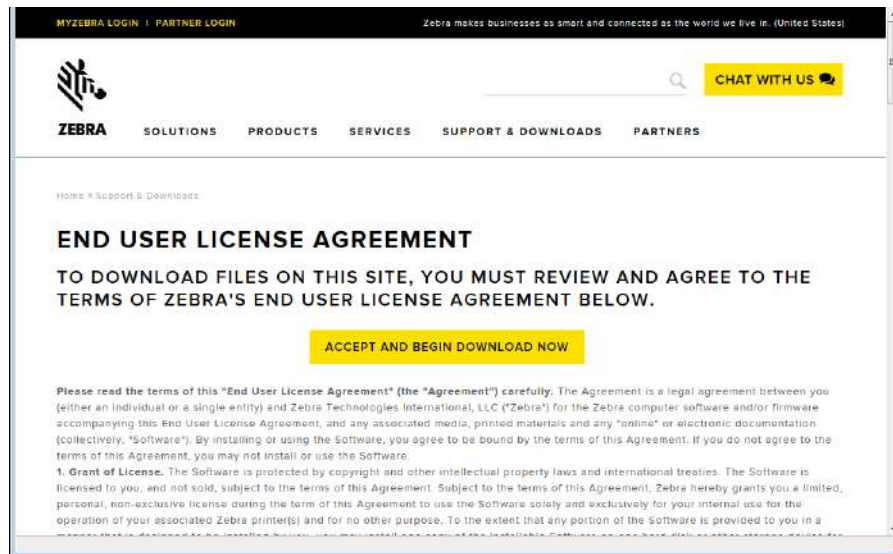 MYZEBRA LOGIN | PARTNER LOGIN
Zebra makes businesses as smart and connected as the world we live in. (United States)
CHAT WITH US
ZEBRA
SOLUTIONS PRODUCTS SERVICES SUPPORT & DOWNLOADS PARTNERS
Home » Support & Downloads
END USER LICENSE AGREEMENT
TO DOWNLOAD FILES ON THIS SITE, YOU MUST REVIEW AND AGREE TO THE
TERMS OF ZEBRA'S END USER LICENSE AGREEMENT BELOW.
ACCEPT AND BEGIN DOWNLOAD NOW
Please read the terms of this "End User License Agreement" (the "Agreement") carefully. The Agreement is a legal agreement between you
(either an individual or a single entity) and Zebra Technologies International, LLC ("Zebra") for the Zebra computer software and/or firmware
accompanying this End User License Agreement, and any associated media, printed materials and any "online" or electronic documentation
(collectively, "Software"). By installing or using the Software, you agree to be bound by the terms of this Agreement. If you do not agree to the
terms of this Agreement, you may not install or use the Software.
1. Grant of License. The Software is protected by copyright and other intellectual property laws and international treaties. The Software is
licensed to you, and not sold, subject to the terms of this Agreement. Subject to the terms of this Agreement, Zebra hereby grants you a limited,
personal, non-exclusive license during the term of this Agreement to use the Software solely and exclusively for your internal use for the
operation of your associated Zebra printer(s) and for no other purpose. To the extent that any portion of the Software is provided to you in a